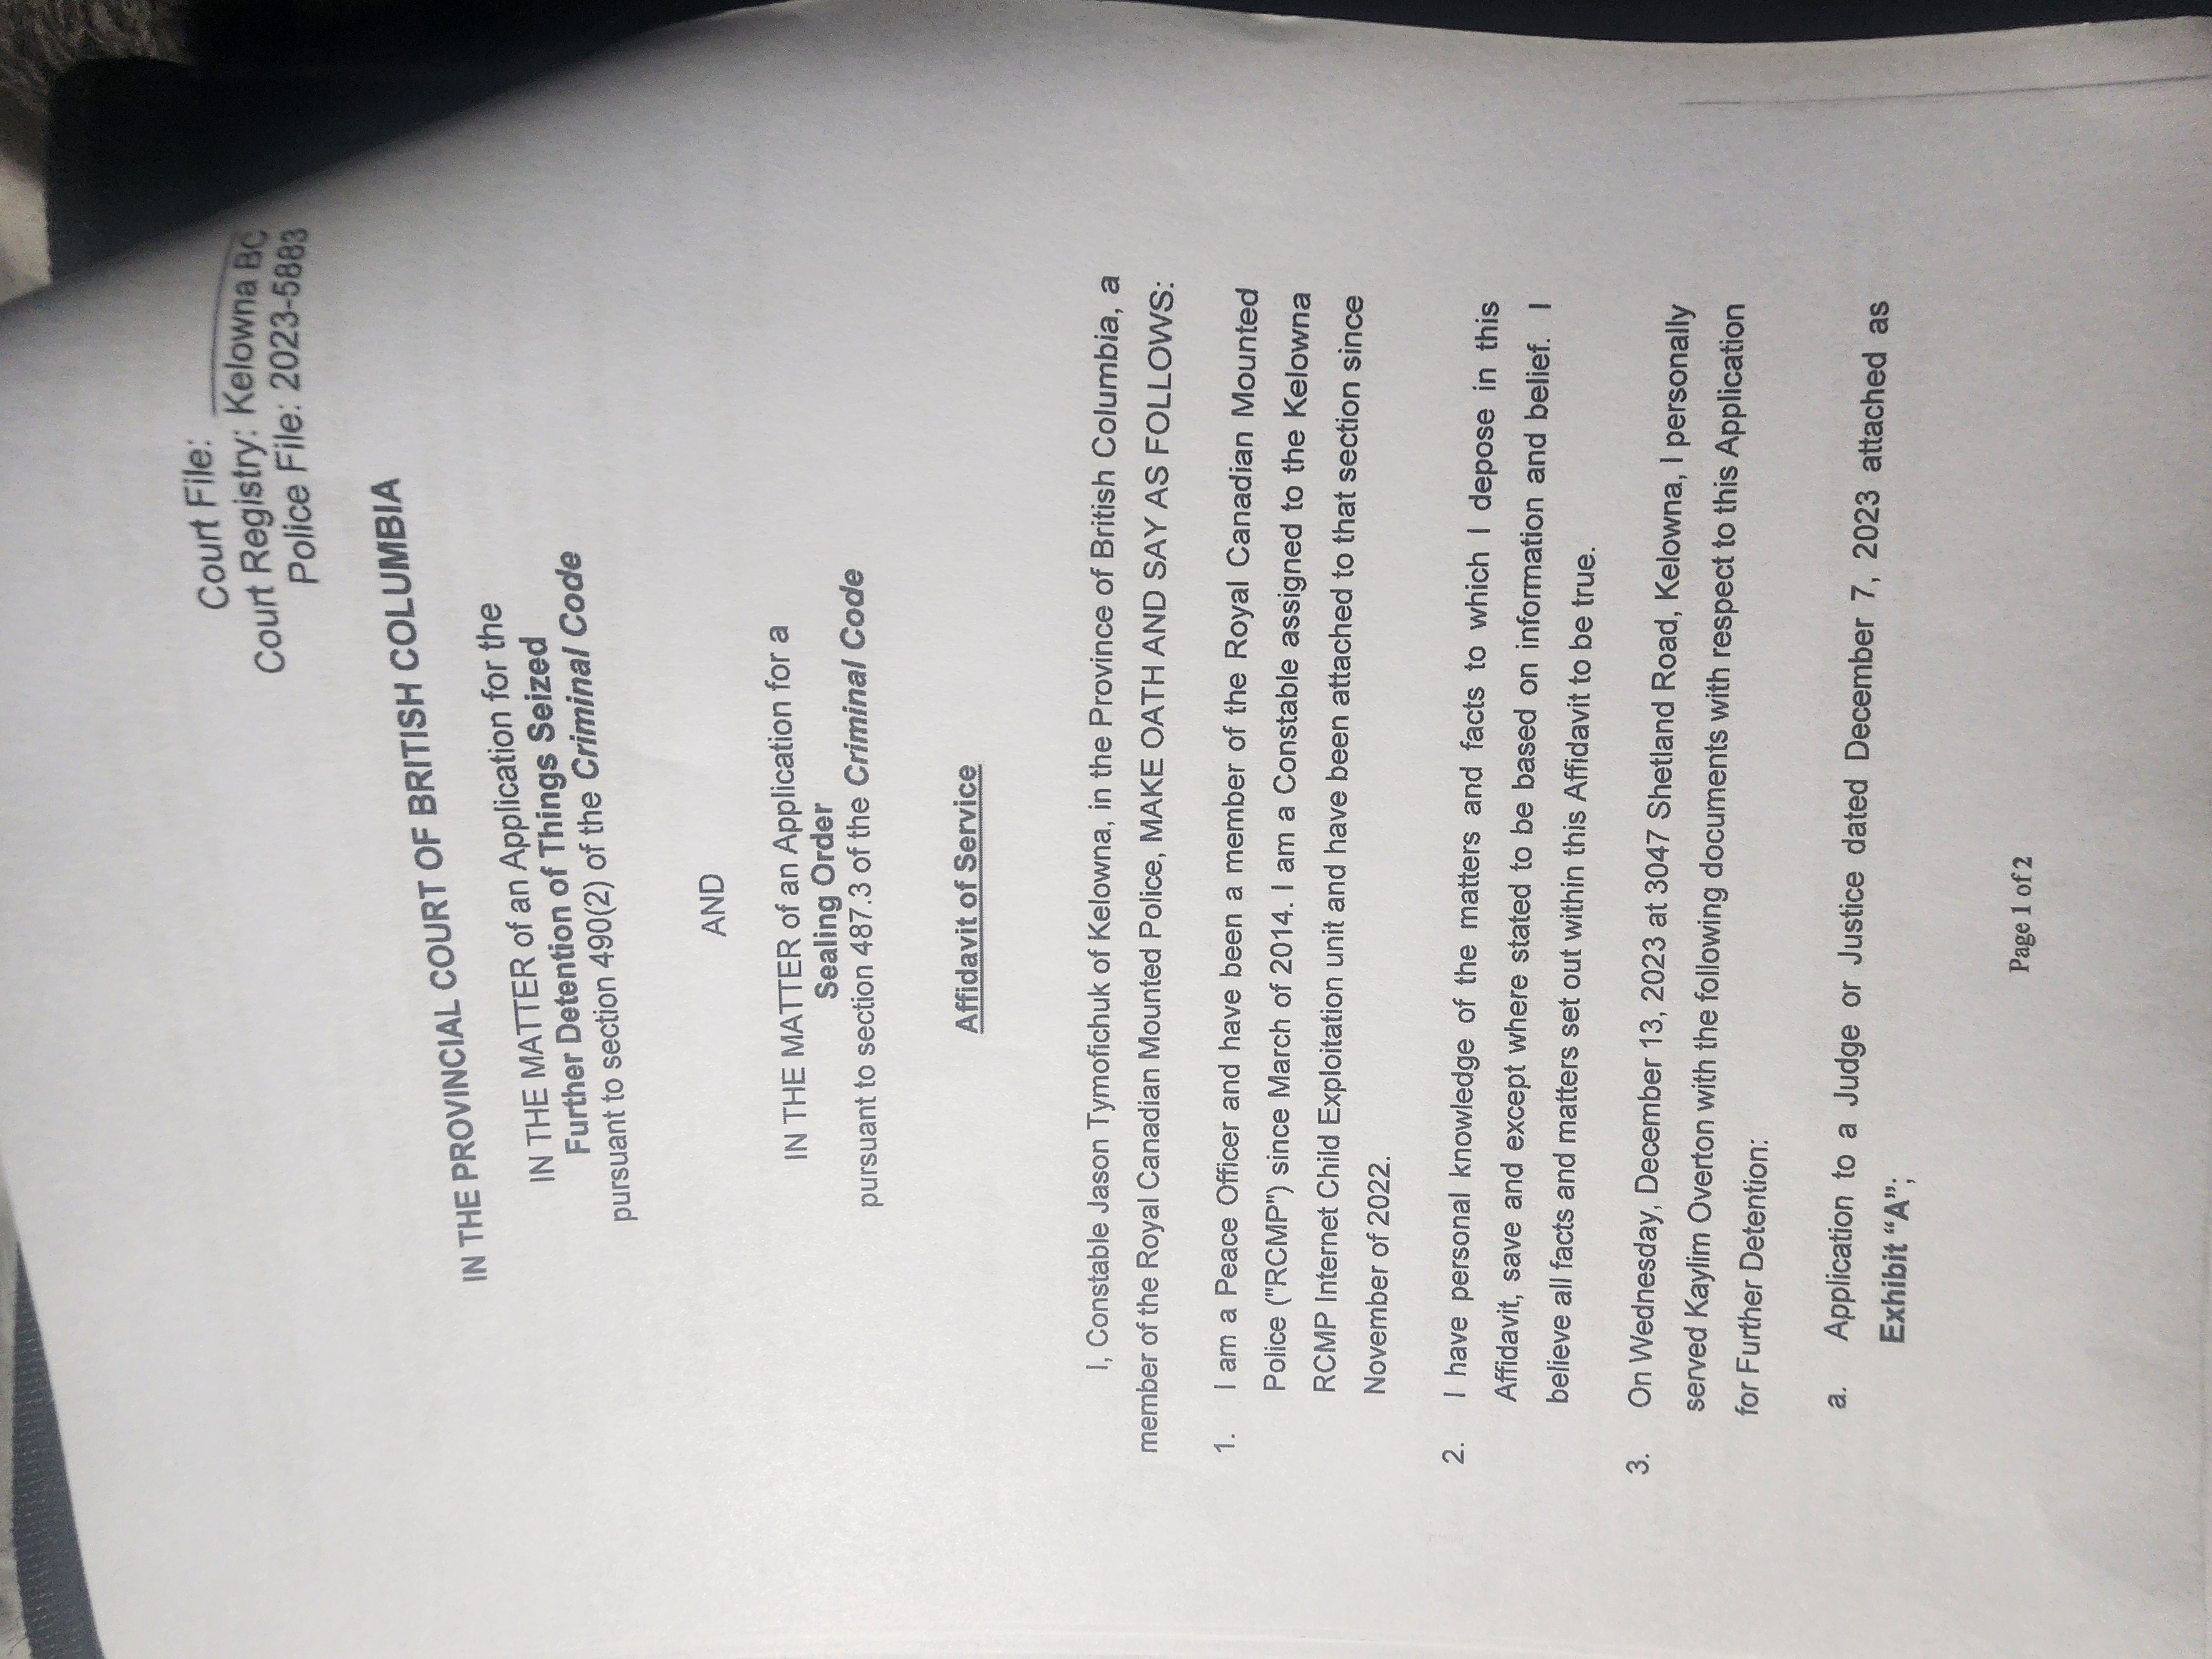 Court File:
Court Registry: Kelowna BC
Police File: 2023-5883
IN THE PROVINCIAL COURT OF BRITISH COLUMBIA
IN THE MATTER of an Application for the
Further Detention of Things Seized
pursuant to section 490(2) of the Criminal Code
AND
IN THE MATTER of an Application for a
Sealing Order
pursuant to section 487.3 of the Criminal Code
Affidavit of Service
I, Constable Jason Tymofichuk of Kelowna, in the Province of British Columbia, a
member of the Royal Canadian Mounted Police, MAKE OATH AND SAY AS FOLLOWS:
1. I am a Peace Officer and have been a member of the Royal Canadian Mounted
Police ("RCMP") since March of 2014. I am a Constable assigned to the Kelowna
RCMP Internet Child Exploitation unit and have been attached to that section since
November of 2022.
2. I have personal knowledge of the matters and facts to which I depose in this
Affidavit, save and except where stated to be based on information and belief. I
believe all facts and matters set out within this Affidavit to be true.
3. On Wednesday, December 13, 2023 at 3047 Shetland Road, Kelowna, I personally
served Kaylim Overton with the following documents with respect to this Application
for Further Detention:
a. Application to a Judge or Justice dated December 7, 2023 attached as
Exhibit “A”;
Page 1 of 2